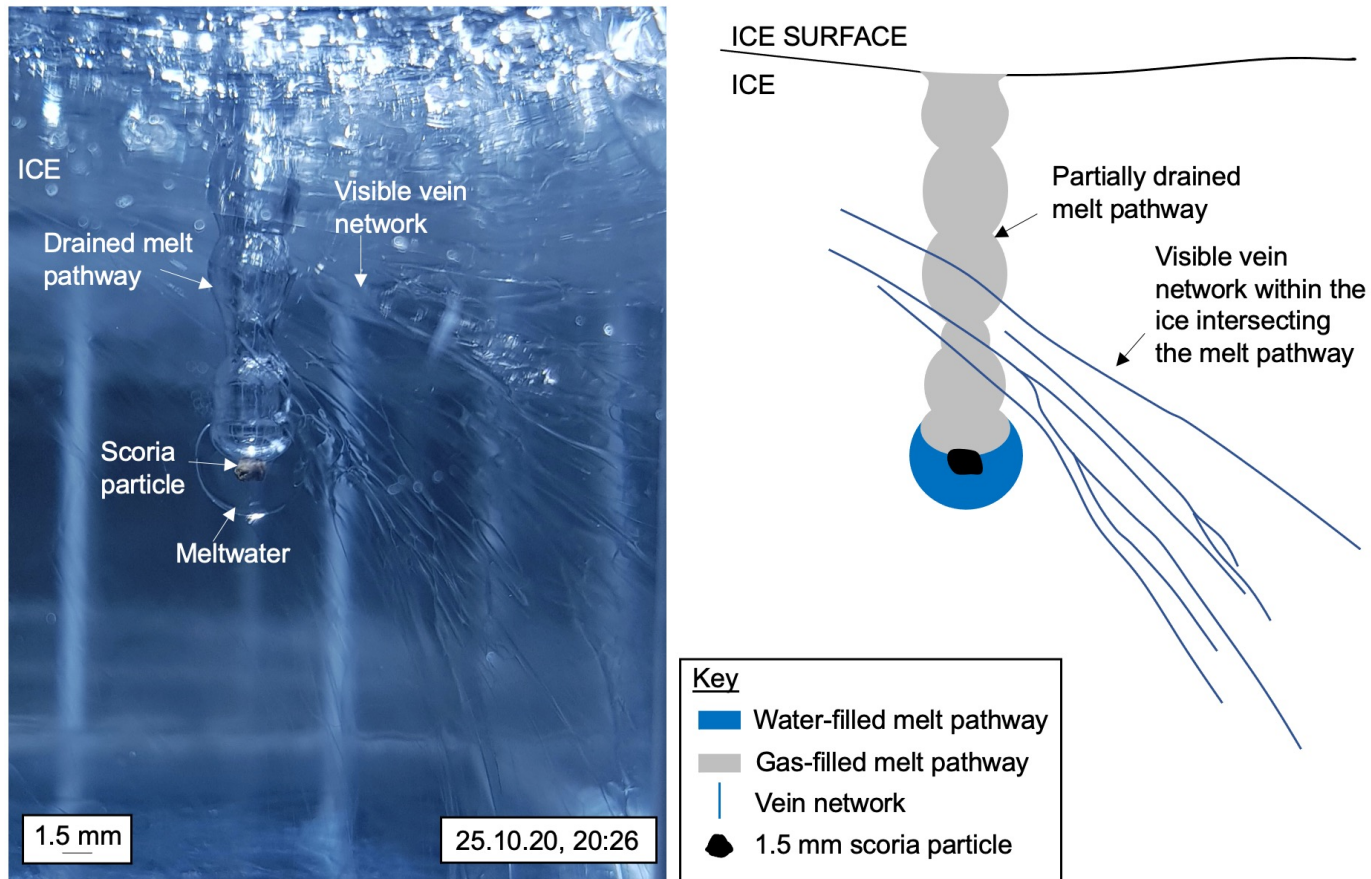 ICE
Visible vein
network
Drained melt
pathway
Scoria
particle
Meltwater
1.5 mm
25.10.20, 20:26
ICE SURFACE
ICE
Partially drained
melt pathway
Visible vein
network within the
ice intersecting
the melt pathway
Key
Water-filled melt pathway
Gas-filled melt pathway
Vein network
1.5 mm scoria particle